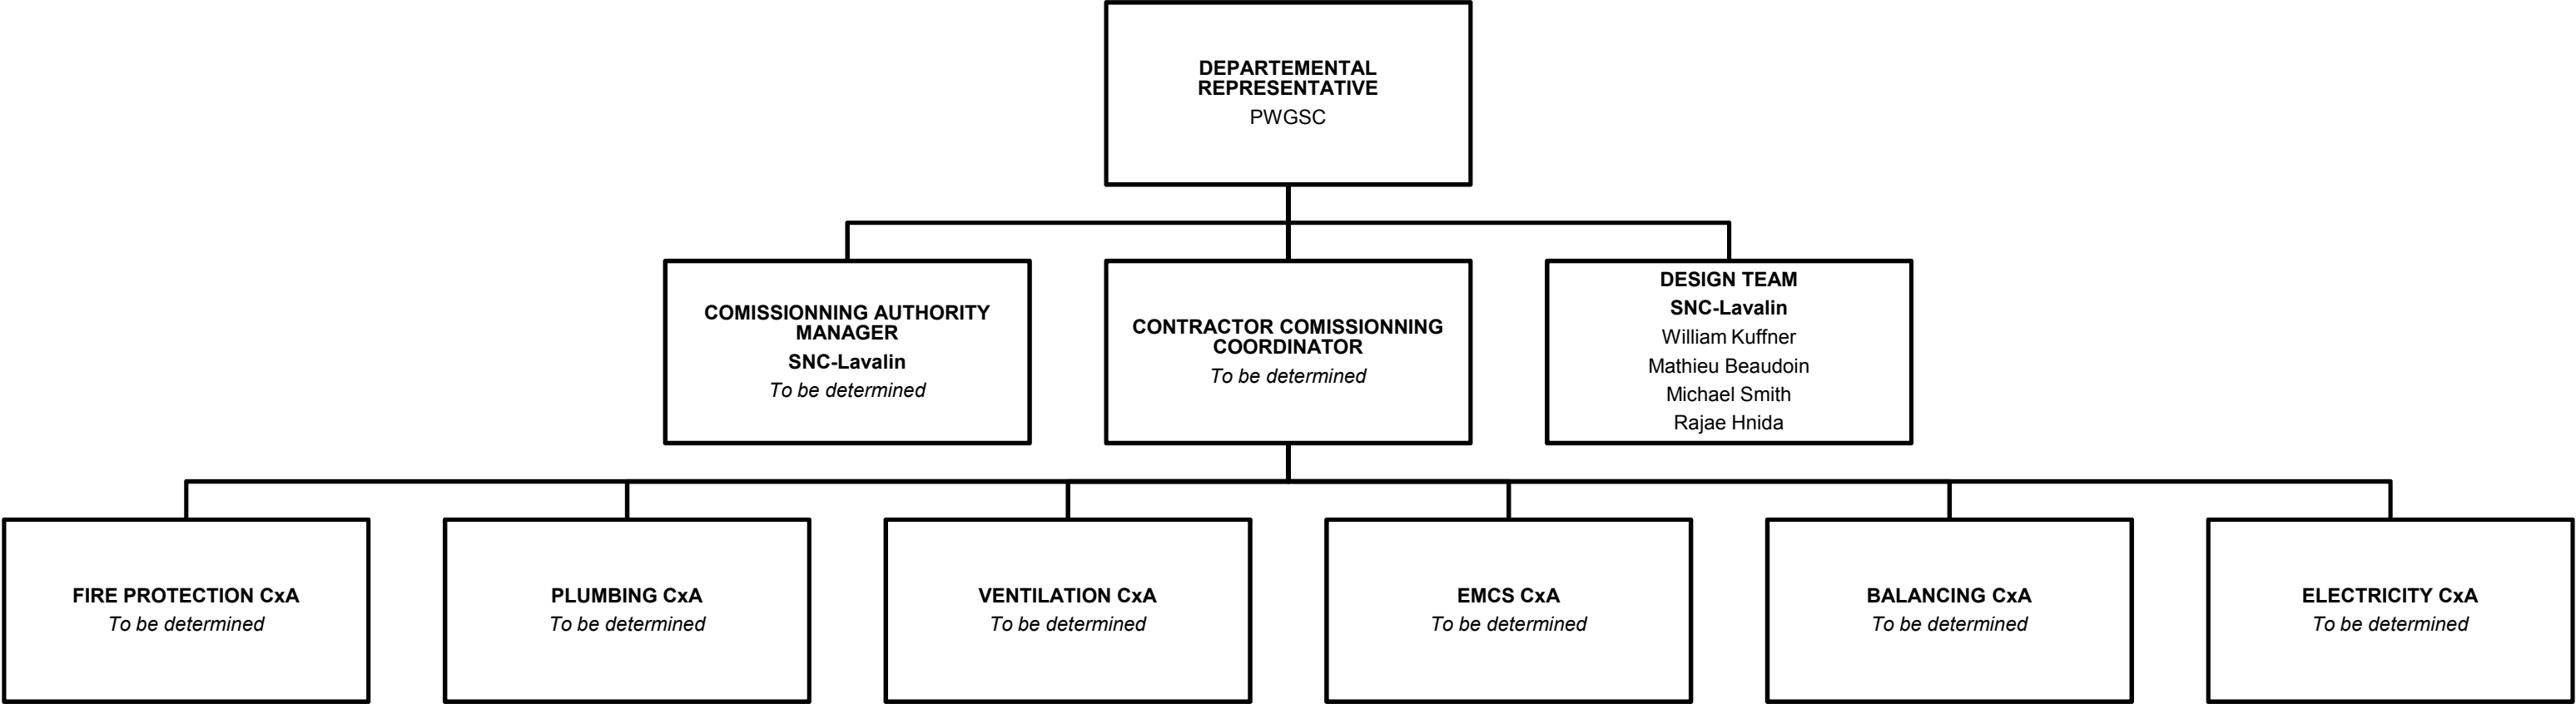 DEPARTEMENTAL
REPRESENTATIVE
PWGSC
COMISSIONNING AUTHORITY
MANAGER
SNC-Lavalin
To be determined
CONTRACTOR COMISSIONNING
COORDINATOR
To be determined
DESIGN TEAM
SNC-Lavalin
William Kuffner
Mathieu Beaudoin
Michael Smith
Rajae Hnida
FIRE PROTECTION CxA
To be determined
PLUMBING CxA
To be determined
VENTILATION CxA
To be determined
EMCS CxA
To be determined
BALANCING CxA
To be determined
ELECTRICITY CxA
To be determined